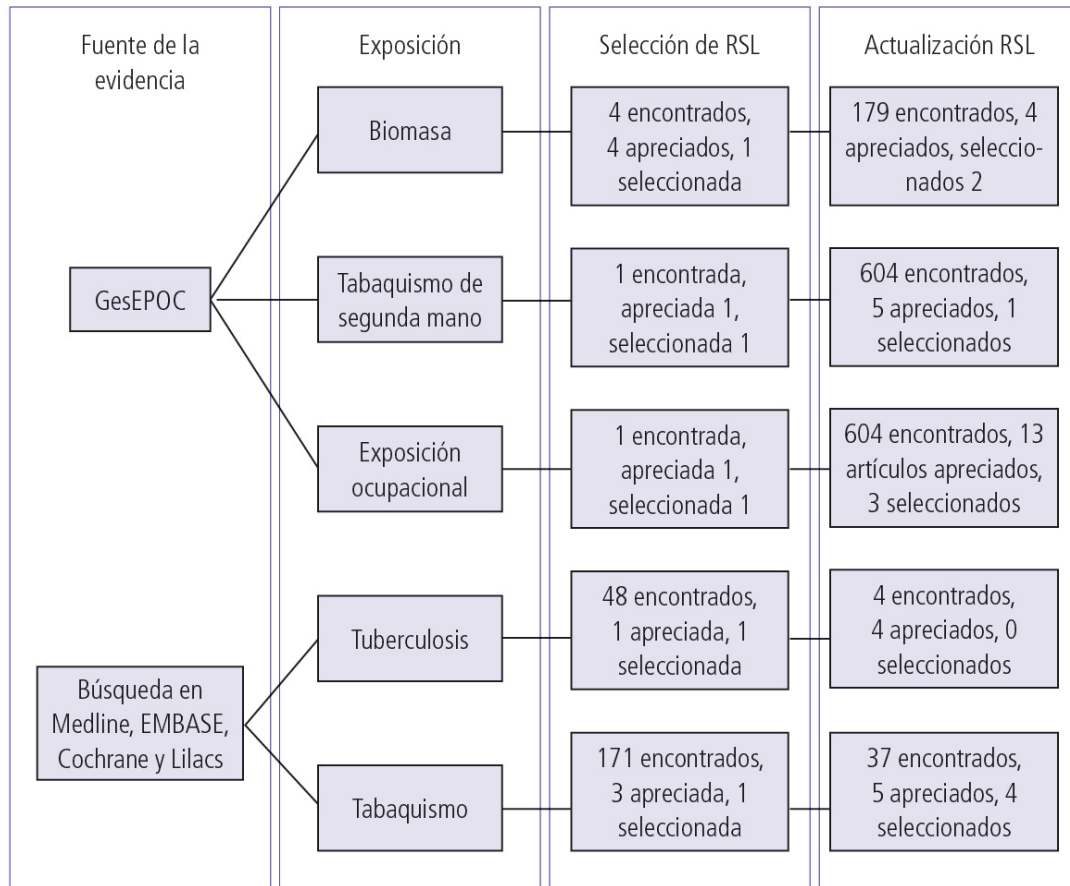 Fuente de la
evidencia
Exposición
Selección de RSL
Actualización RSL
GesEPOC
Biomasa
4 encontrados,
4 apreciados, 1
seleccionada
179 encontrados, 4
apreciados, seleccio-
nados 2
Tabaquismo de
segunda mano
1 encontrada,
apreciada 1,
seleccionada 1
604 encontrados,
5 apreciados, 1
seleccionados
Exposición
ocupacional
1 encontrada,
apreciada 1,
seleccionada 1
604 encontrados, 13
artículos apreciados,
3 seleccionados
Búsqueda en
Medline, EMBASE,
Cochrane y Lilacs
Tuberculosis
48 encontrados,
1 apreciada, 1
seleccionada
4 encontrados,
4 apreciados, 0
seleccionados
Tabaquismo
171 encontrados,
3 apreciada, 1
seleccionada
37 encontrados,
5 apreciados, 4
seleccionados